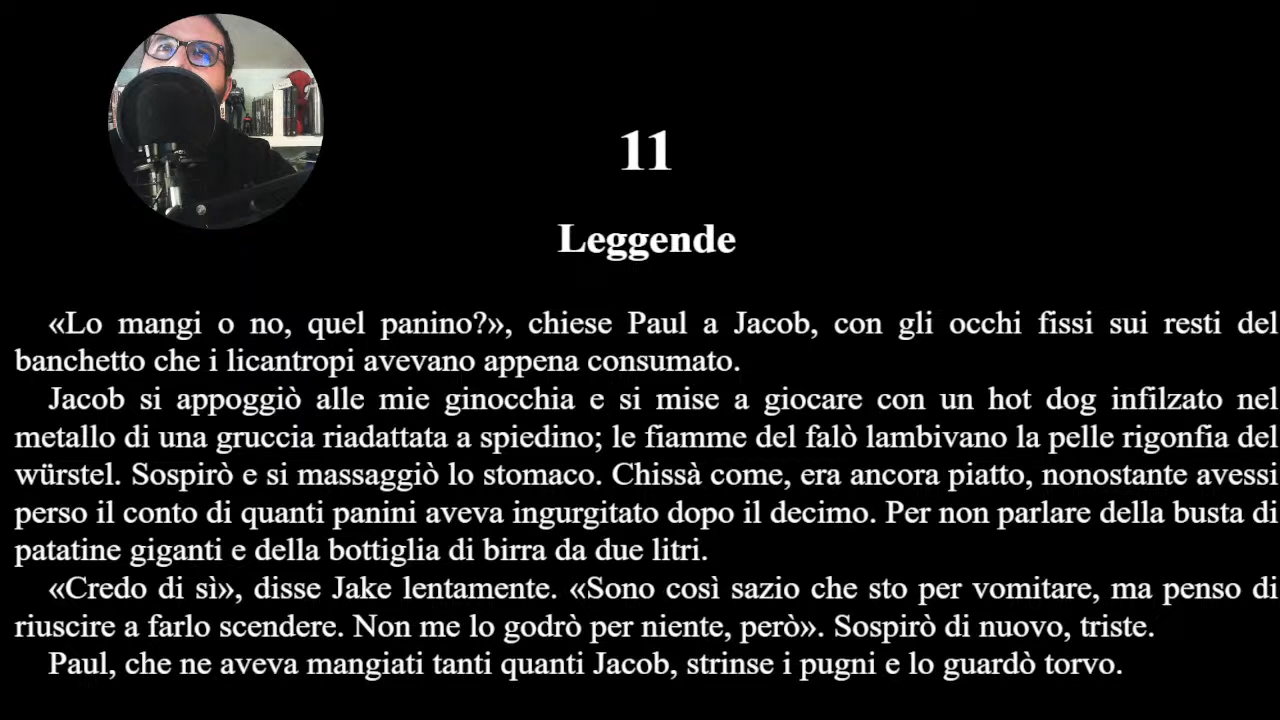 11
Leggende
«Lo mangi o no, quel panino?», chiese Paul a Jacob, con gli occhi fissi sui resti del
banchetto che i licantropi avevano appena consumato.
Jacob si appoggiò alle mie ginocchia e si mise a giocare con un hot dog infilzato nel
metallo di una gruccia riadattata a spiedino; le fiamme del falò lambivano la pelle rigonfia del
würstel. Sospirò e si massaggiò lo stomaco. Chissà come, era ancora piatto, nonostante avessi
perso il conto di quanti panini aveva ingurgitato dopo il decimo. Per non parlare della busta di
patatine giganti e della bottiglia di birra da due litri.
«Credo di sì», disse Jake lentamente. «Sono così sazio che sto per vomitare, ma penso di
riuscire a farlo scendere. Non me lo godrò per niente, però». Sospirò di nuovo, triste.
Paul, che ne aveva mangiati tanti quanti Jacob, strinse i pugni e lo guardò torvo.